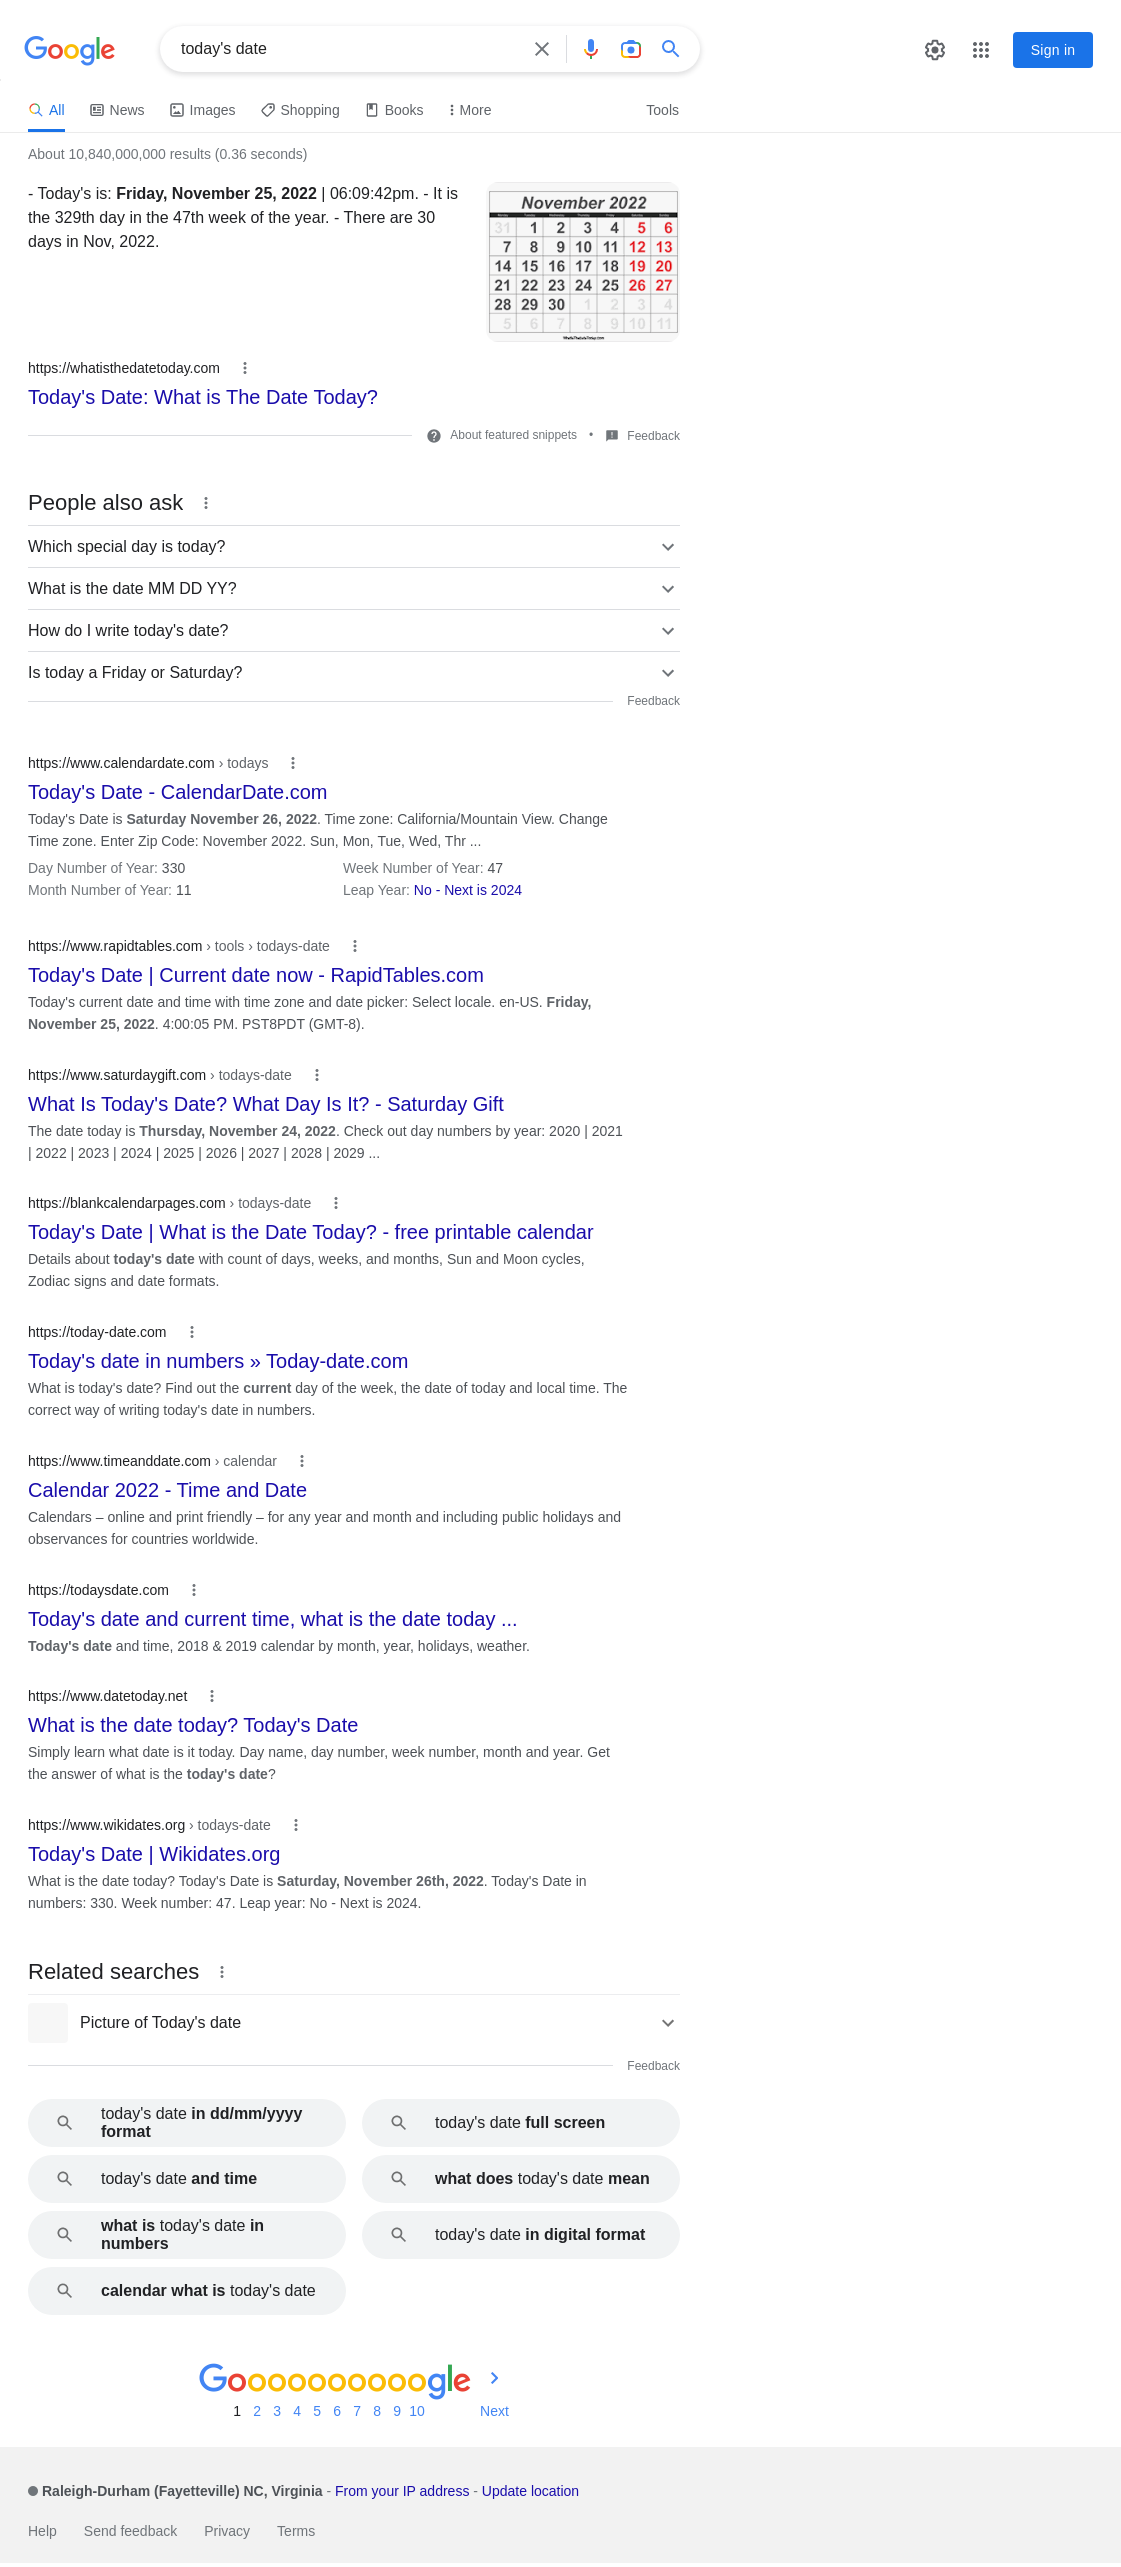 Google
today's date
Sign in
All
News
Images
Shopping
Books
More
Tools
About 10,840,000,000 results (0.36 seconds)
- Today's is: Friday, November 25, 2022 | 06:09:42pm. - It is
the 329th day in the 47th week of the year. - There are 30
days in Nov, 2022.
November 2022
Monday Tuesday Wednesday Thursday Friday Saturday Sunday
31 1 2 3 4 5 6
7 8 9 10 11 12 13
14 15 16 17 18 19 20
21 22 23 24 25 26 27
28 29 30 1 2 3 4
5 6 7 8 9 10 11
WhatIsTheDateToday.Com
https://whatisthedatetoday.com
Today's Date: What is The Date Today?
About featured snippets • Feedback
People also ask
Which special day is today?
What is the date MM DD YY?
How do I write today's date?
Is today a Friday or Saturday?
Feedback
https://www.calendardate.com › todays
Today's Date - CalendarDate.com
Today's Date is Saturday November 26, 2022. Time zone: California/Mountain View. Change
Time zone. Enter Zip Code: November 2022. Sun, Mon, Tue, Wed, Thr ...
Day Number of Year: 330 Week Number of Year: 47
Month Number of Year: 11 Leap Year: No - Next is 2024
https://www.rapidtables.com › tools › todays-date
Today's Date | Current date now - RapidTables.com
Today's current date and time with time zone and date picker: Select locale. en-US. Friday,
November 25, 2022. 4:00:05 PM. PST8PDT (GMT-8).
https://www.saturdaygift.com › todays-date
What Is Today's Date? What Day Is It? - Saturday Gift
The date today is Thursday, November 24, 2022. Check out day numbers by year: 2020 | 2021
| 2022 | 2023 | 2024 | 2025 | 2026 | 2027 | 2028 | 2029 ...
https://blankcalendarpages.com › todays-date
Today's Date | What is the Date Today? - free printable calendar
Details about today's date with count of days, weeks, and months, Sun and Moon cycles,
Zodiac signs and date formats.
https://today-date.com
Today's date in numbers » Today-date.com
What is today's date? Find out the current day of the week, the date of today and local time. The
correct way of writing today's date in numbers.
https://www.timeanddate.com › calendar
Calendar 2022 - Time and Date
Calendars – online and print friendly – for any year and month and including public holidays and
observances for countries worldwide.
https://todaysdate.com
Today's date and current time, what is the date today ...
Today's date and time, 2018 & 2019 calendar by month, year, holidays, weather.
https://www.datetoday.net
What is the date today? Today's Date
Simply learn what date is it today. Day name, day number, week number, month and year. Get
the answer of what is the today's date?
https://www.wikidates.org › todays-date
Today's Date | Wikidates.org
What is the date today? Today's Date is Saturday, November 26th, 2022. Today's Date in
numbers: 330. Week number: 47. Leap year: No - Next is 2024.
Related searches
Picture of Today's date
Feedback
today's date in dd/mm/yyyy
format
today's date full screen
today's date and time
what does today's date mean
what is today's date in
numbers
today's date in digital format
calendar what is today's date
Goooooooooogle
1 2 3 4 5 6 7 8 9 10 Next
Raleigh-Durham (Fayetteville) NC, Virginia - From your IP address - Update location
Help Send feedback Privacy Terms